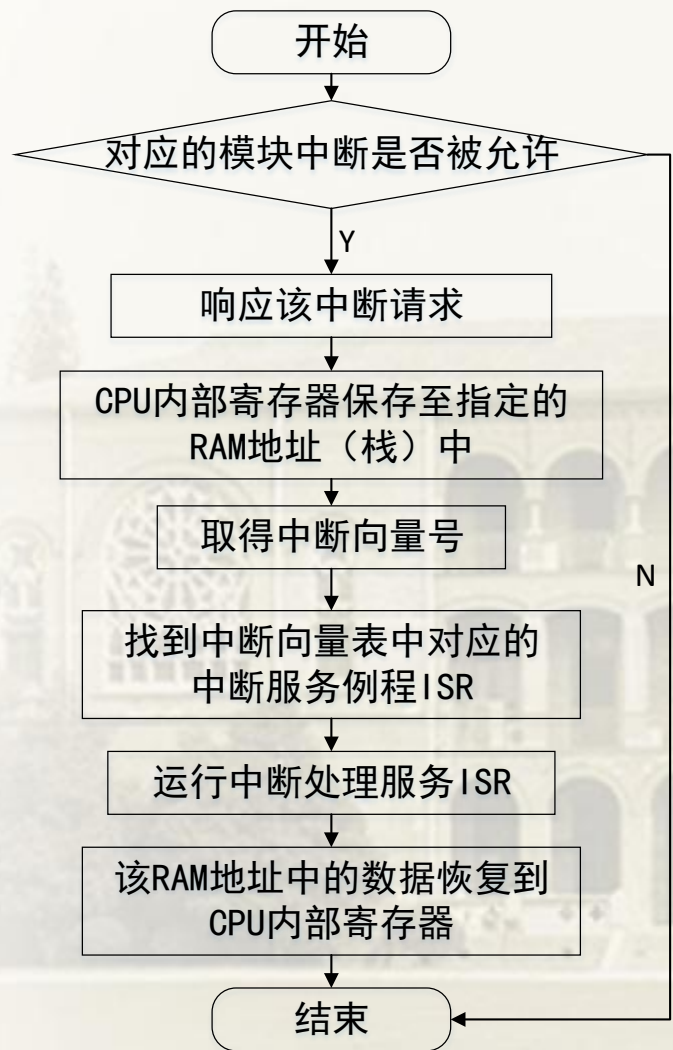 开始
对应的模块中断是否被允许
Y
响应该中断请求
CPU内部寄存器保存至指定的
RAM地址（栈）中
取得中断向量号
N
找到中断向量表中对应的
中断服务例程ISR
运行中断处理服务ISR
该RAM地址中的数据恢复到
CPU内部寄存器
结束